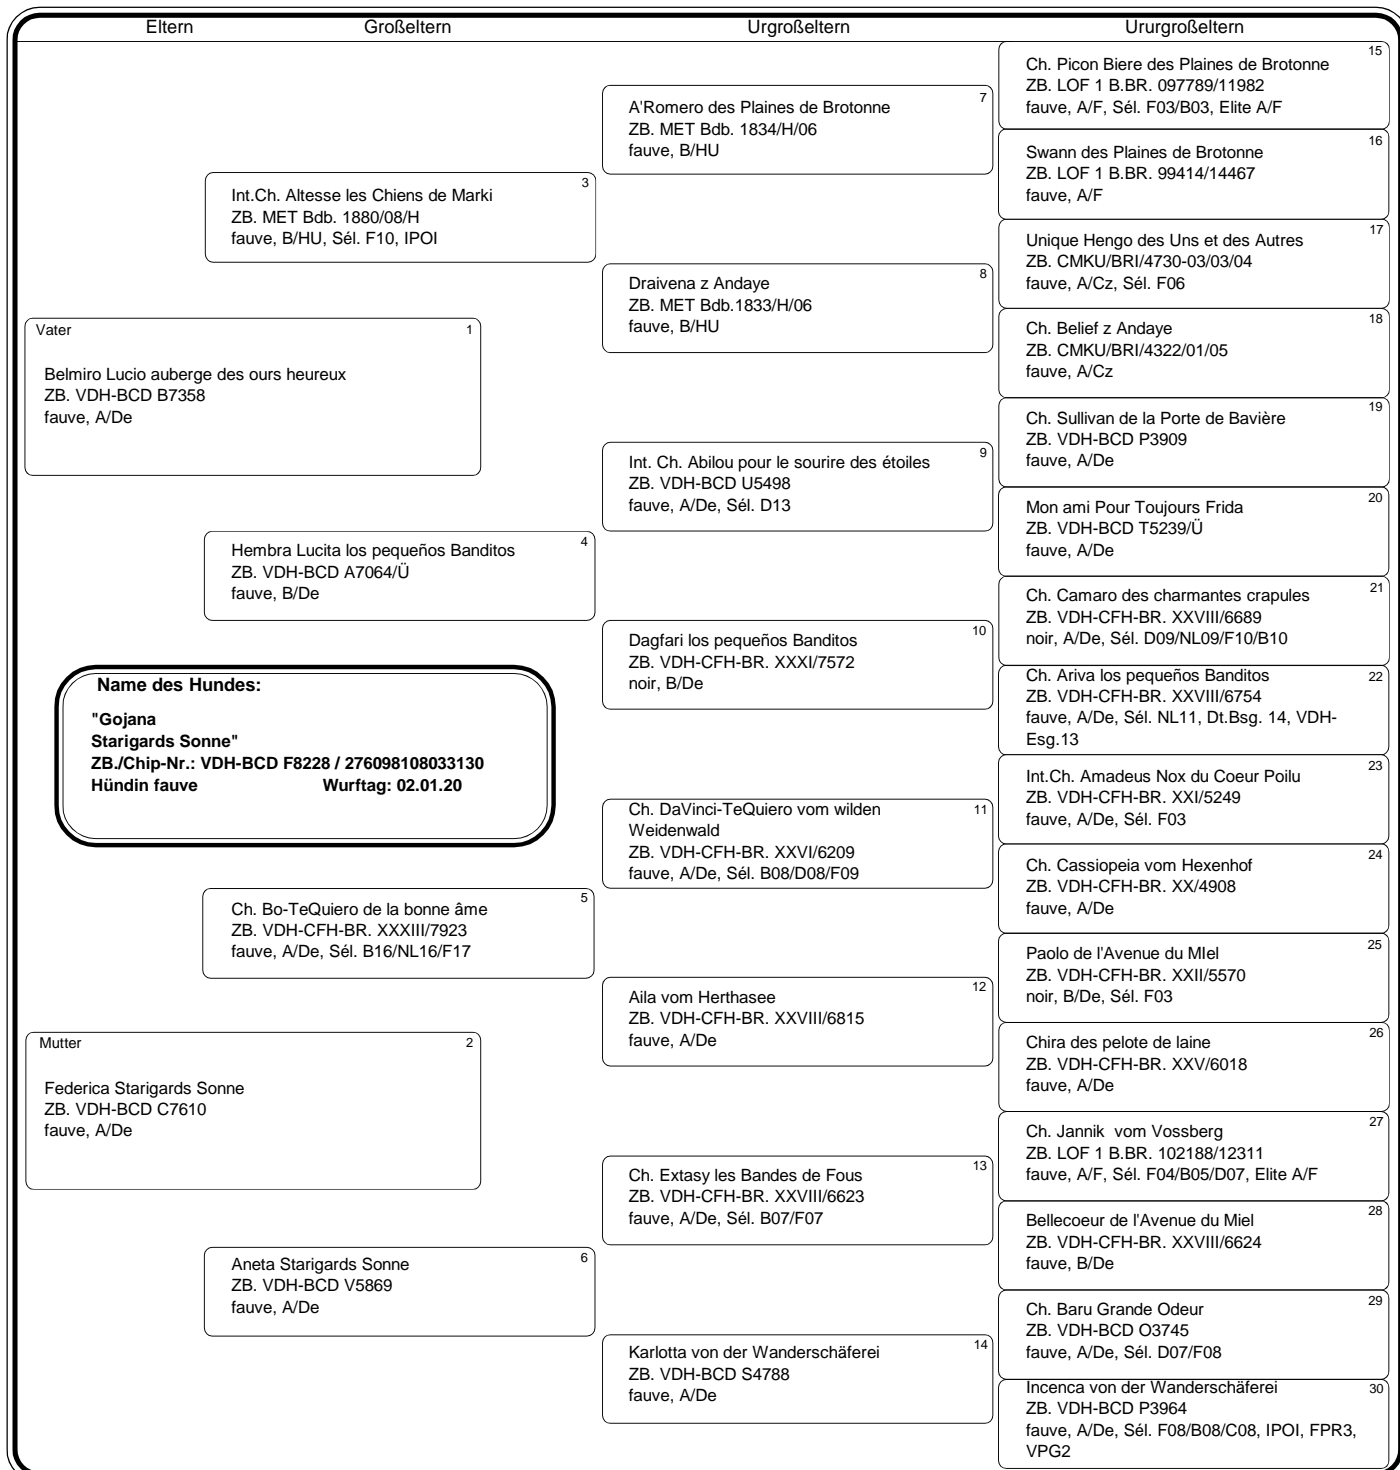 Eltern Großeltern Urgroßeltern Ururgroßeltern
Vater 1
Belmiro Lucio auberge des ours heureux
ZB. VDH-BCD B7358
fauve, A/De
Mutter 2
Federica Starigards Sonne
ZB. VDH-BCD C7610
fauve, A/De
Name des Hundes:
"Gojana
Starigards Sonne"
ZB./Chip-Nr.: VDH-BCD F8228 / 276098108033130
Hündin fauve Wurftag: 02.01.20
3
Int.Ch. Altesse les Chiens de Marki
ZB. MET Bdb. 1880/08/H
fauve, B/HU, Sél. F10, IPOI
4
Hembra Lucita los pequeños Banditos
ZB. VDH-BCD A7064/Ü
fauve, B/De
5
Ch. Bo-TeQuiero de la bonne âme
ZB. VDH-CFH-BR. XXXIII/7923
fauve, A/De, Sél. B16/NL16/F17
6
Aneta Starigards Sonne
ZB. VDH-BCD V5869
fauve, A/De
7
A'Romero des Plaines de Brotonne
ZB. MET Bdb. 1834/H/06
fauve, B/HU
8
Draivena z Andaye
ZB. MET Bdb.1833/H/06
fauve, B/HU
9
Int. Ch. Abilou pour le sourire des étoiles
ZB. VDH-BCD U5498
fauve, A/De, Sél. D13
10
Dagfari los pequeños Banditos
ZB. VDH-CFH-BR. XXXI/7572
noir, B/De
11
Ch. DaVinci-TeQuiero vom wilden
Weidenwald
ZB. VDH-CFH-BR. XXVI/6209
fauve, A/De, Sél. B08/D08/F09
12
Aila vom Herthasee
ZB. VDH-CFH-BR. XXVIII/6815
fauve, A/De
13
Ch. Extasy les Bandes de Fous
ZB. VDH-CFH-BR. XXVIII/6623
fauve, A/De, Sél. B07/F07
14
Karlotta von der Wanderschäferei
ZB. VDH-BCD S4788
fauve, A/De
15
Ch. Picon Biere des Plaines de Brotonne
ZB. LOF 1 B.BR. 097789/11982
fauve, A/F, Sél. F03/B03, Elite A/F
16
Swann des Plaines de Brotonne
ZB. LOF 1 B.BR. 99414/14467
fauve, A/F
17
Unique Hengo des Uns et des Autres
ZB. CMKU/BRI/4730-03/03/04
fauve, A/Cz, Sél. F06
18
Ch. Belief z Andaye
ZB. CMKU/BRI/4322/01/05
fauve, A/Cz
19
Ch. Sullivan de la Porte de Bavière
ZB. VDH-BCD P3909
fauve, A/De
20
Mon ami Pour Toujours Frida
ZB. VDH-BCD T5239/Ü
fauve, A/De
21
Ch. Camaro des charmantes crapules
ZB. VDH-CFH-BR. XXVIII/6689
noir, A/De, Sél. D09/NL09/F10/B10
22
Ch. Ariva los pequeños Banditos
ZB. VDH-CFH-BR. XXVIII/6754
fauve, A/De, Sél. NL11, Dt.Bsg. 14, VDH-
Esg.13
23
Int.Ch. Amadeus Nox du Coeur Poilu
ZB. VDH-CFH-BR. XXI/5249
fauve, A/De, Sél. F03
24
Ch. Cassiopeia vom Hexenhof
ZB. VDH-CFH-BR. XX/4908
fauve, A/De
25
Paolo de l'Avenue du MIel
ZB. VDH-CFH-BR. XXII/5570
noir, B/De, Sél. F03
26
Chira des pelote de laine
ZB. VDH-CFH-BR. XXV/6018
fauve, A/De
27
Ch. Jannik vom Vossberg
ZB. LOF 1 B.BR. 102188/12311
fauve, A/F, Sél. F04/B05/D07, Elite A/F
28
Bellecoeur de l'Avenue du Miel
ZB. VDH-CFH-BR. XXVIII/6624
fauve, B/De
29
Ch. Baru Grande Odeur
ZB. VDH-BCD O3745
fauve, A/De, Sél. D07/F08
30
Incenca von der Wanderschäferei
ZB. VDH-BCD P3964
fauve, A/De, Sél. F08/B08/C08, IPOI, FPR3,
VPG2